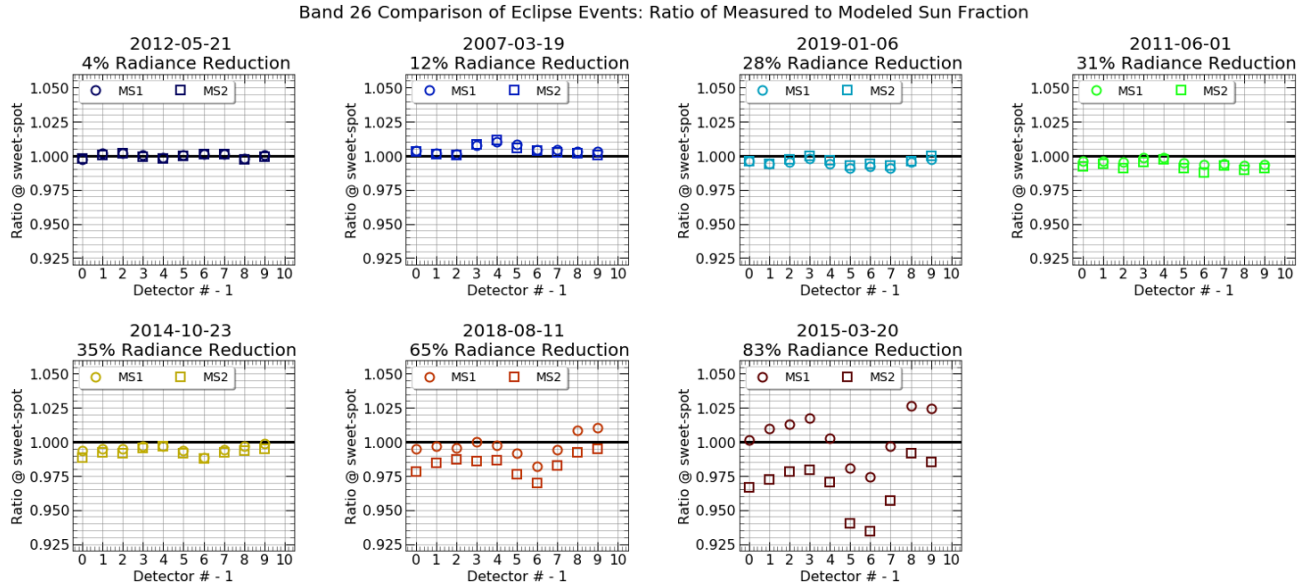 Band 26 Comparison of Eclipse Events: Ratio of Measured to Modeled Sun Fraction
2012-05-21
4% Radiance Reduction
MS1 MS2
1.050
1.025
1.000
0.975
0.950
0.925
Ratio @ sweet-spot
0 1 2 3 4 5 6 7 8 9 10
Detector # - 1
2007-03-19
12% Radiance Reduction
MS1 MS2
1.050
1.025
1.000
0.975
0.950
0.925
Ratio @ sweet-spot
0 1 2 3 4 5 6 7 8 9 10
Detector # - 1
2019-01-06
28% Radiance Reduction
MS1 MS2
1.050
1.025
1.000
0.975
0.950
0.925
Ratio @ sweet-spot
0 1 2 3 4 5 6 7 8 9 10
Detector # - 1
2011-06-01
31% Radiance Reduction
MS1 MS2
1.050
1.025
1.000
0.975
0.950
0.925
Ratio @ sweet-spot
0 1 2 3 4 5 6 7 8 9 10
Detector # - 1
2014-10-23
35% Radiance Reduction
MS1 MS2
1.050
1.025
1.000
0.975
0.950
0.925
Ratio @ sweet-spot
0 1 2 3 4 5 6 7 8 9 10
Detector # - 1
2018-08-11
65% Radiance Reduction
MS1 MS2
1.050
1.025
1.000
0.975
0.950
0.925
Ratio @ sweet-spot
0 1 2 3 4 5 6 7 8 9 10
Detector # - 1
2015-03-20
83% Radiance Reduction
MS1 MS2
1.050
1.025
1.000
0.975
0.950
0.925
Ratio @ sweet-spot
0 1 2 3 4 5 6 7 8 9 10
Detector # - 1